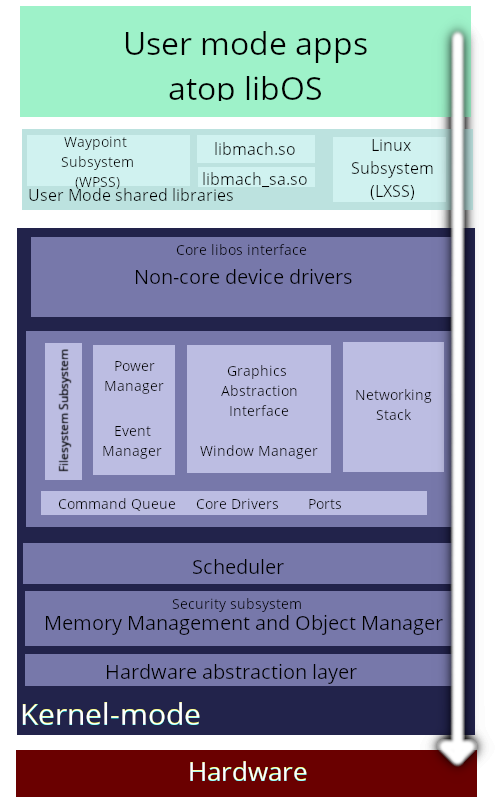 User mode apps
atop libOS
Waypoint
Subsystem
(WPSS)
libmach.so
libmach_sa.so
Linux
Subsystem
(LXSS)
User Mode shared libraries
Core libos interface
Non-core device drivers
Filesystem Subsystem
Power
Manager
Event
Manager
Graphics
Abstraction
Interface
Window Manager
Networking
Stack
Command Queue Core Drivers Ports
Scheduler
Security subsystem
Memory Management and Object Manager
Hardware abstraction layer
Kernel-mode
Hardware